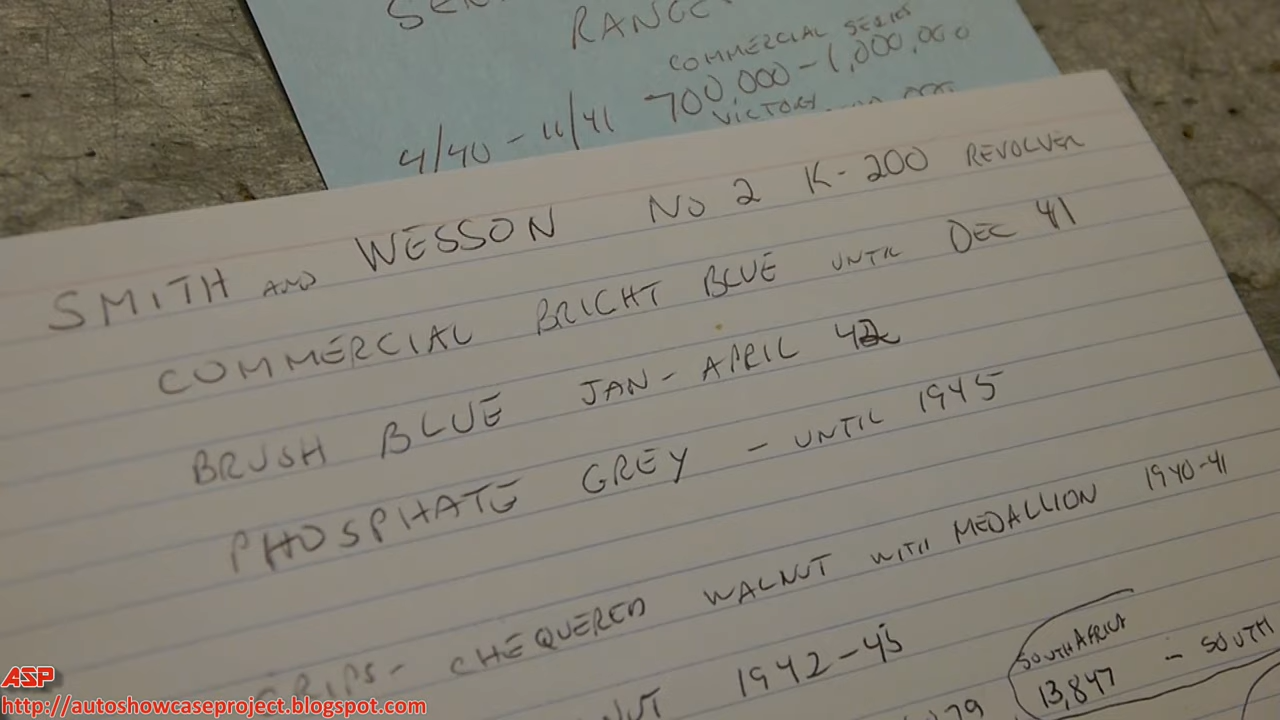 RANGE
COMMERCIAL SERIES
4/40 - 11/41 700,000 - 1,000,000
VICTORY
SMITH AND WESSON NO 2 K-200 REVOLVER
COMMERCIAL BRIGHT BLUE UNTIL DEC 41
BRUSH BLUE JAN - APRIL 42
PHOSPHATE GREY - UNTIL 1945
GRIPS - CHEQUERED WALNUT WITH MEDALLION 1940-41
1942-45
SOUTH AFRICA
13,847 - SOUTH
ASP
http://autoshowcaseproject.blogspot.com